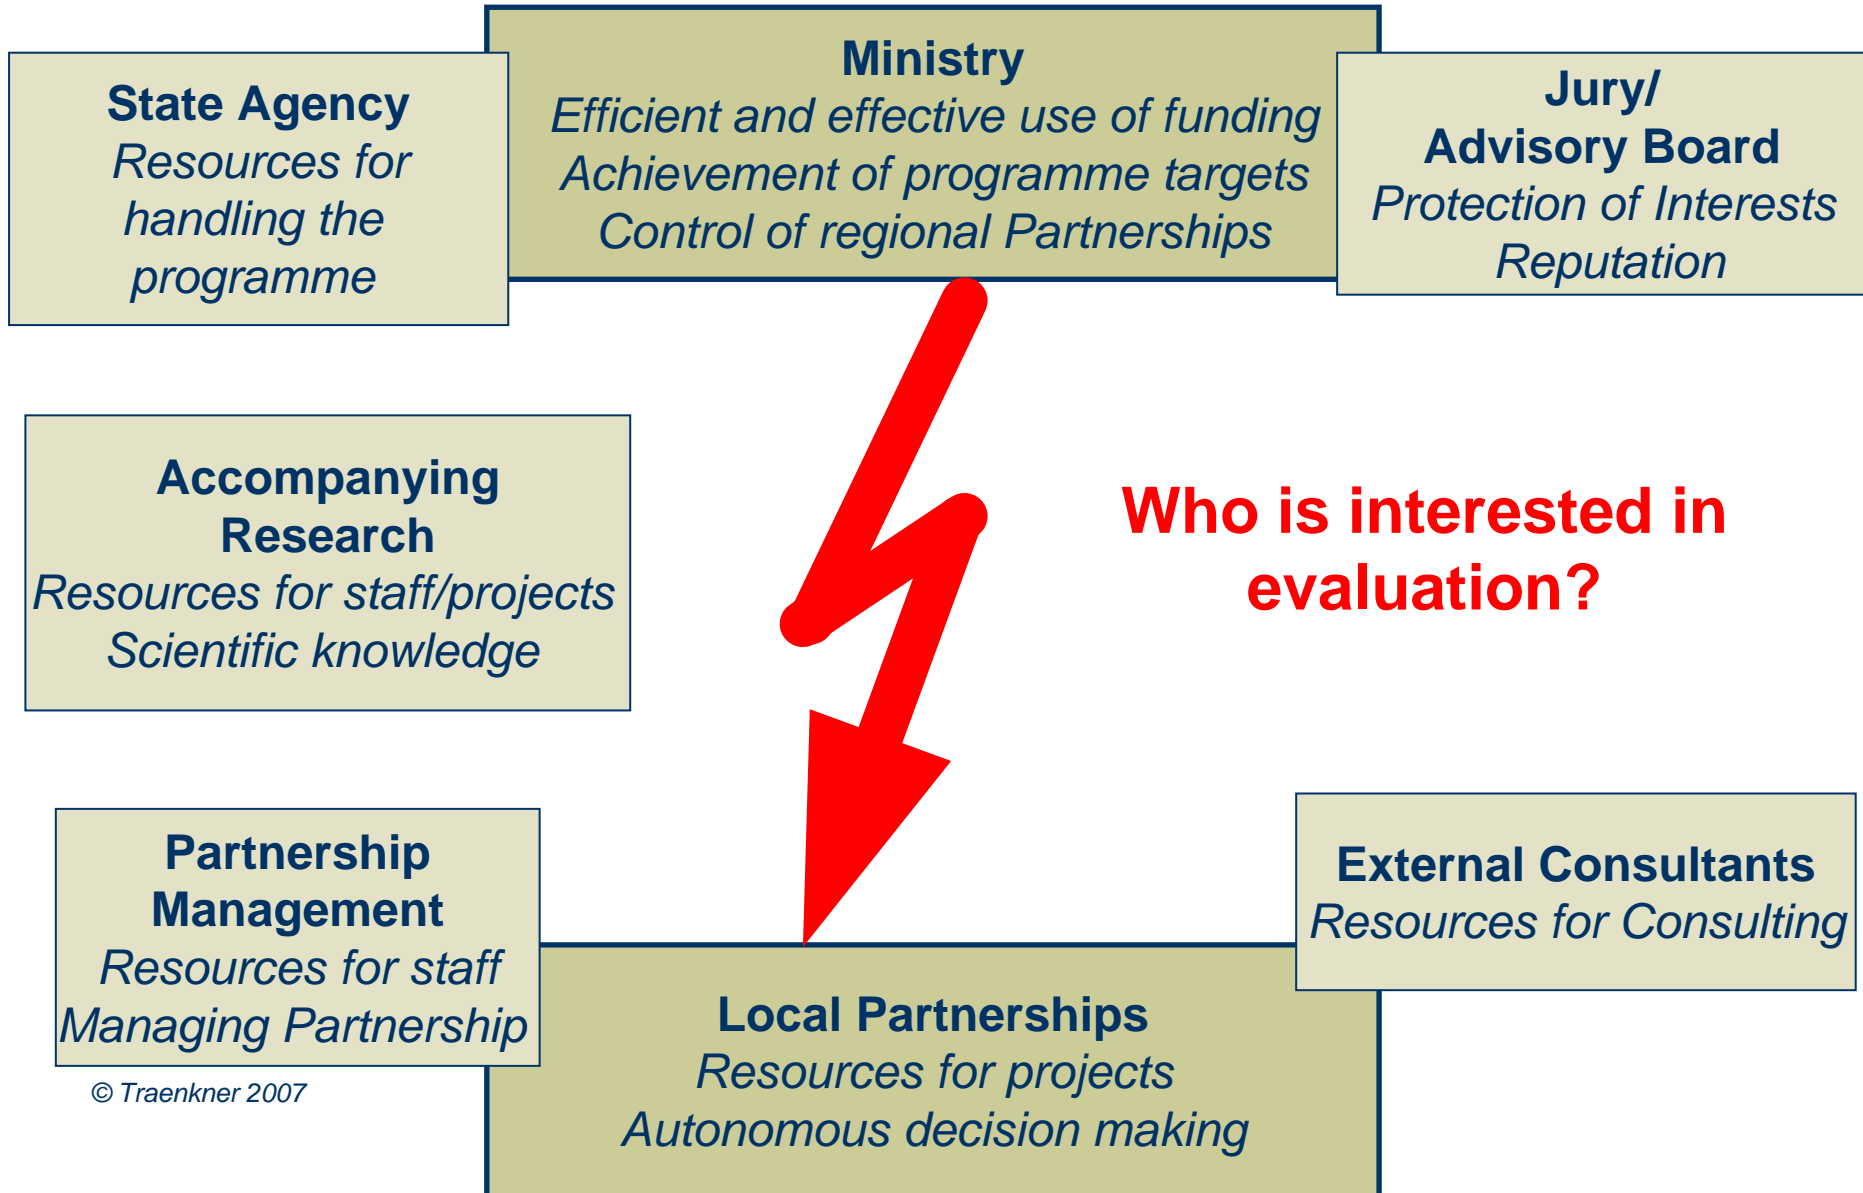 Ministry
Efficient and effective use of funding
Achievement of programme targets
Control of regional Partnerships
State Agency
Resources for
handling the
programme
Jury/
Advisory Board
Protection of Interests
Reputation
Accompanying
Research
Resources for staff/projects
Scientific knowledge
Who is interested in
evaluation?
Partnership
Management
Resources for staff
Managing Partnership
External Consultants
Resources for Consulting
Local Partnerships
Resources for projects
Autonomous decision making
© Traenkner 2007